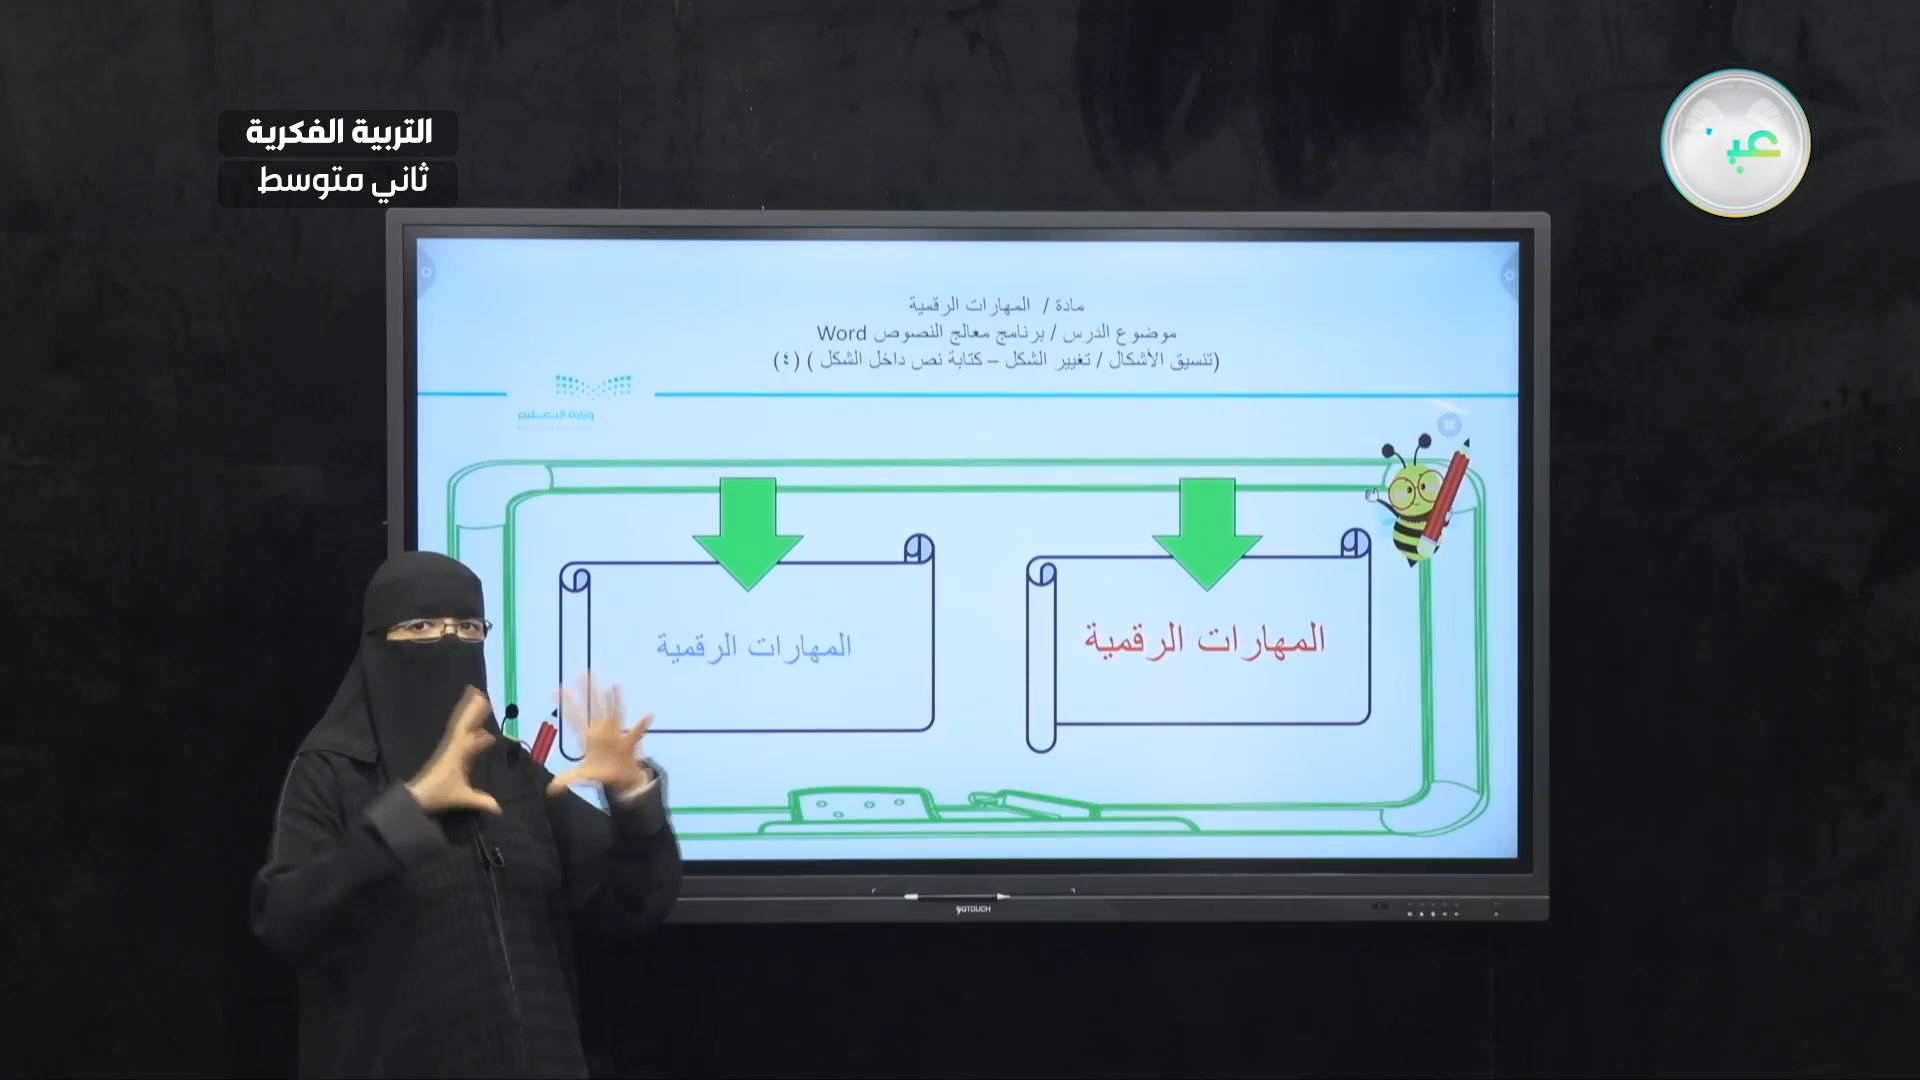 التربية الفكرية
ثاني متوسط
مادة / المهارات الرقمية
موضوع الدرس / برنامج معالج النصوص Word
(تنسيق الأشكال / تغيير الشكل – كتابة نص داخل الشكل ) (٤)
وزارة التعليم
المهارات الرقمية
المهارات الرقمية
YQTOUCH